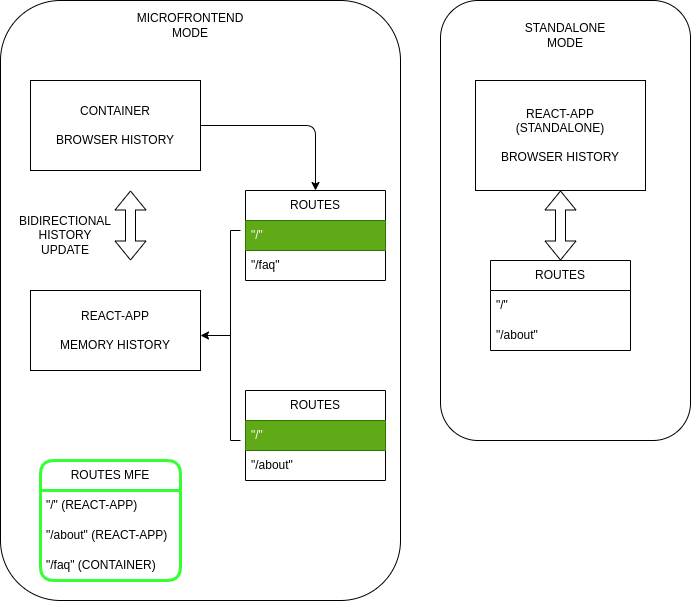 MICROFRONTEND
MODE
CONTAINER
BROWSER HISTORY
ROUTES
"/"
"/faq"
BIDIRECTIONAL
HISTORY
UPDATE
REACT-APP
MEMORY HISTORY
ROUTES
"/"
"/about"
ROUTES MFE
"/" (REACT-APP)
"/about" (REACT-APP)
"/faq" (CONTAINER)
STANDALONE
MODE
REACT-APP
(STANDALONE)
BROWSER HISTORY
ROUTES
"/"
"/about"